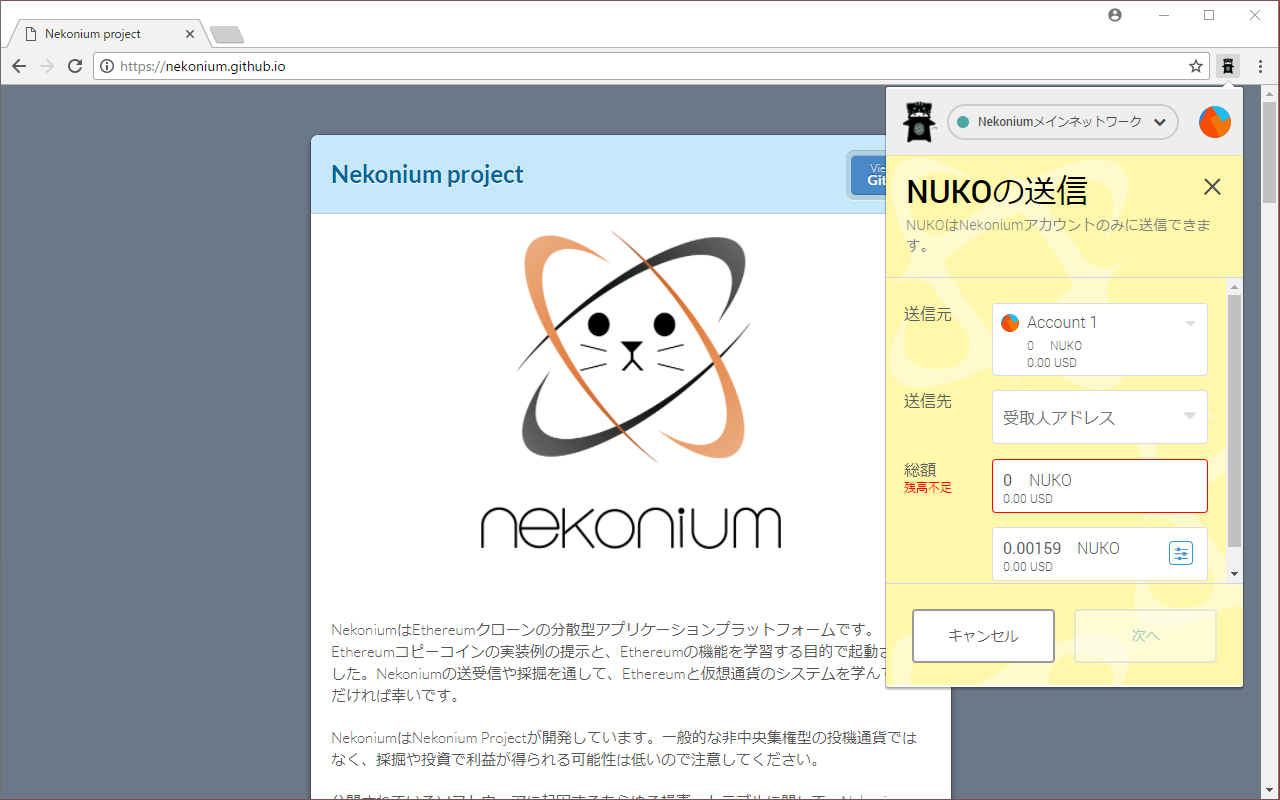 Nekonium project
https://nekonium.github.io
Nekoniumメインネットワーク
Nekonium project
NUKOの送信
NUKOはNekoniumアカウントのみに送信できま
す。
送信元
Account 1
0 NUKO
0.00 USD
送信先
受取人アドレス
総額
残高不足
0 NUKO
0.00 USD
0.00159 NUKO
0.00 USD
キャンセル
次へ
nekonium
NekoniumはEthereumクローンの分散型アプリケーションプラットフォームです。
Ethereumコピーコインの実装例の提示と、Ethereumの機能を学習する目的で起動
した。Nekoniumの送受信や採掘を通して、Ethereumと仮想通貨のシステムを学ん
だければ幸いです。
NekoniumはNekonium Projectが開発しています。一般的な非中央集権型の投機通貨では
なく、採掘や投資で利益が得られる可能性は低いので注意してください。